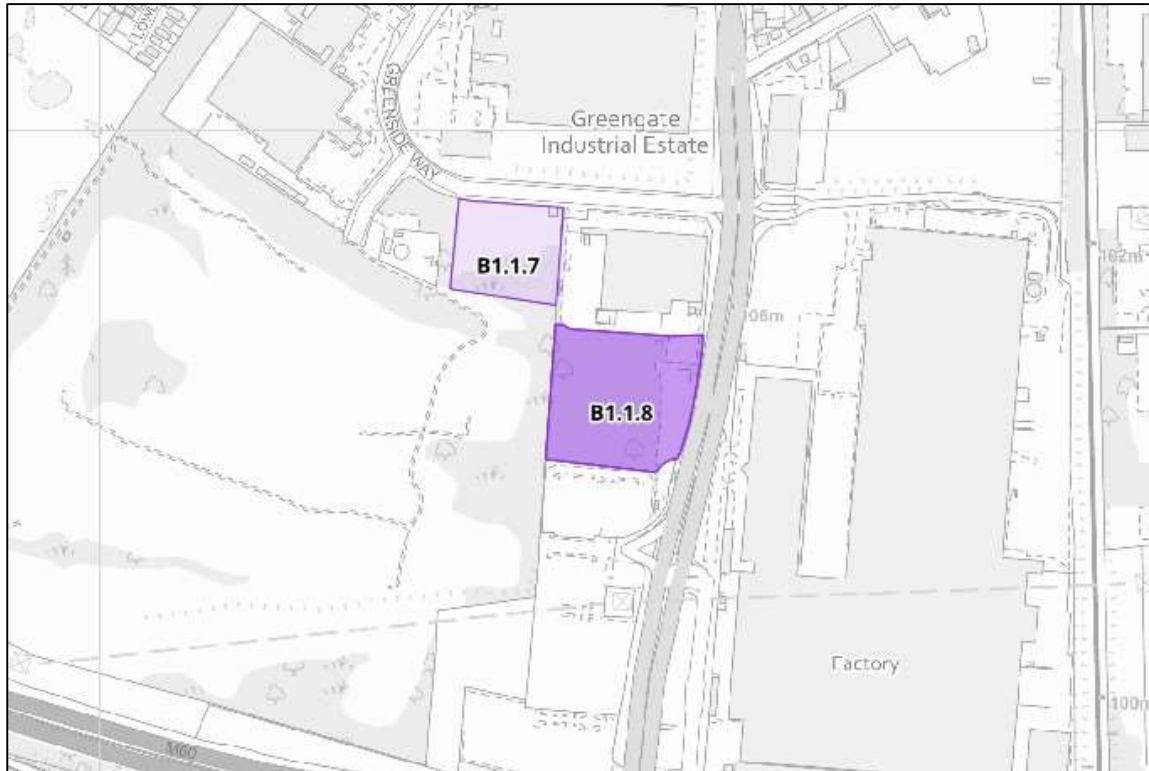 GREENSIDE WAY
Greengate
Industrial Estate
B1.1.7
102m
106m
B1.1.8
Factory
100m
M60